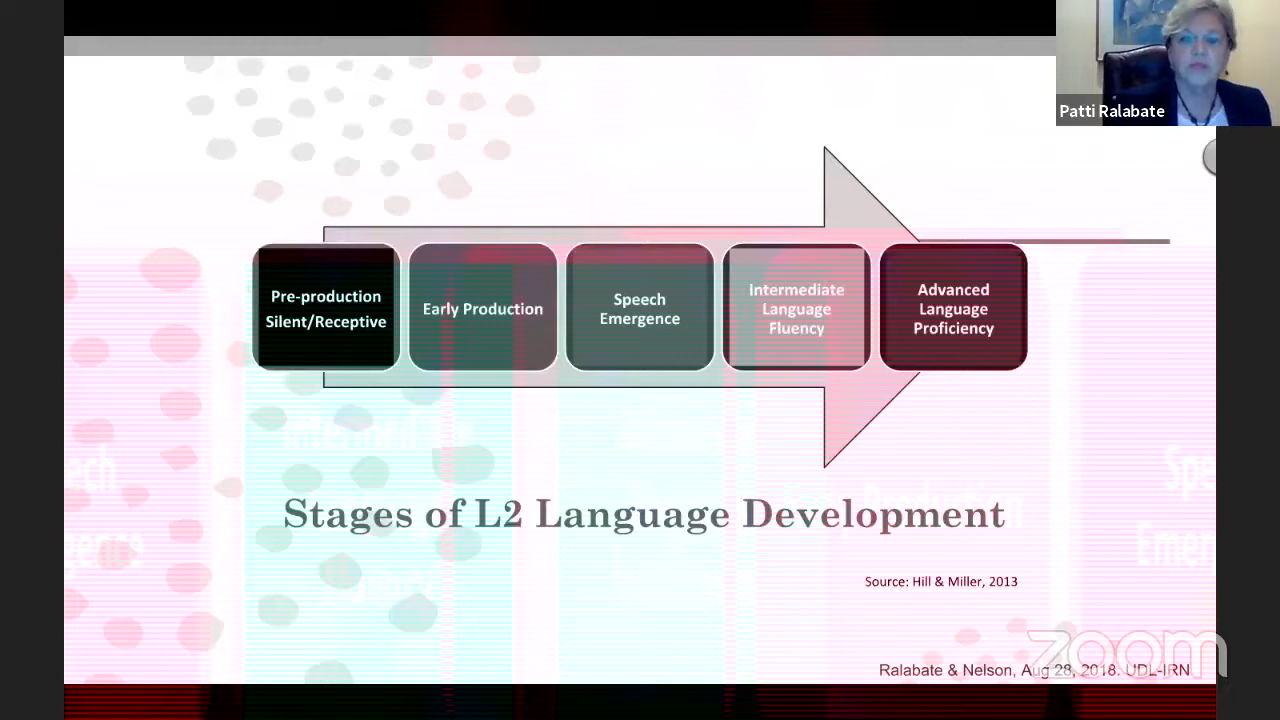 Patti Ralabate
Pre-production
Silent/Receptive
Early Production
Speech
Emergence
Intermediate
Language
Fluency
Advanced
Language
Proficiency
Stages of L2 Language Development
Source: Hill & Miller, 2013
zoom
Ralabate & Nelson, Aug 28, 2018. UDL-IRN